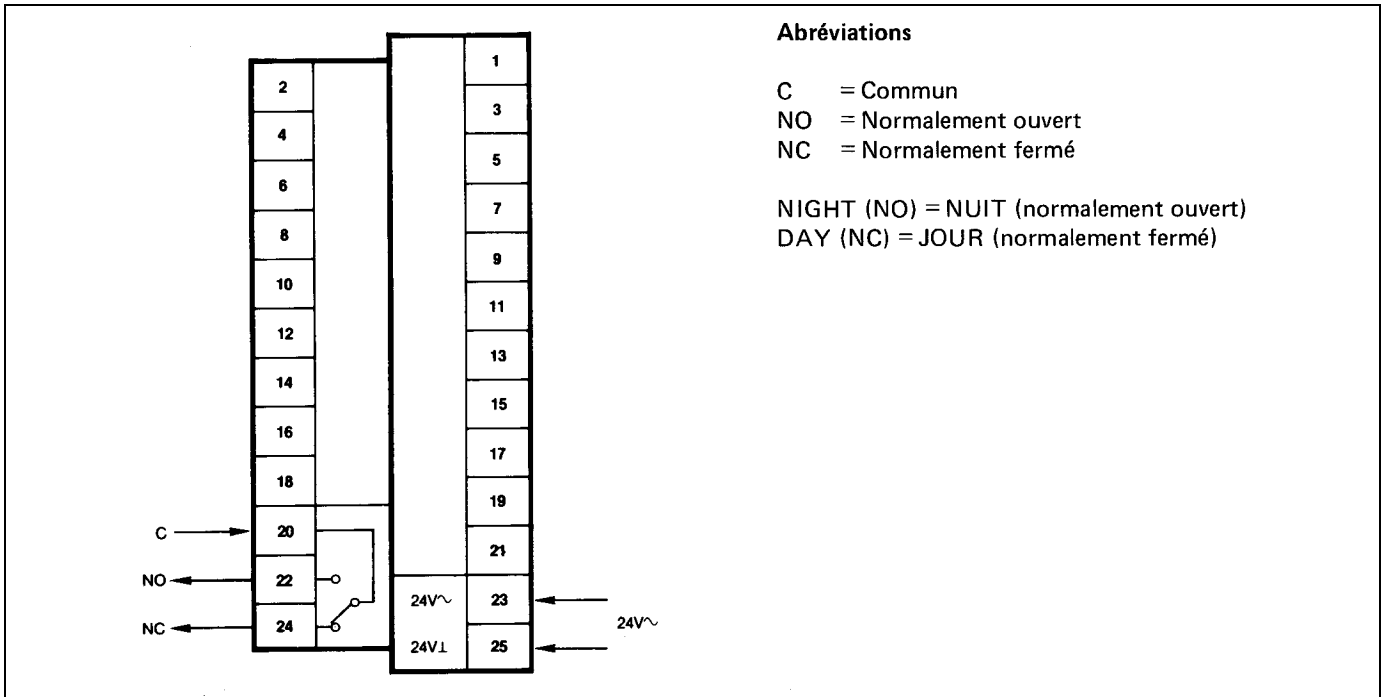 Abréviations
C = Commun
NO = Normalement ouvert
NC = Normalement fermé
NIGHT (NO) = NUIT (normalement ouvert)
DAY (NC) = JOUR (normalement fermé)
1
2
3
4
5
6
7
8
9
10
11
12
13
14
15
16
17
18
19
C 20
21
NO 22
24V~ 23
24V~
NC 24
24V⊥ 25